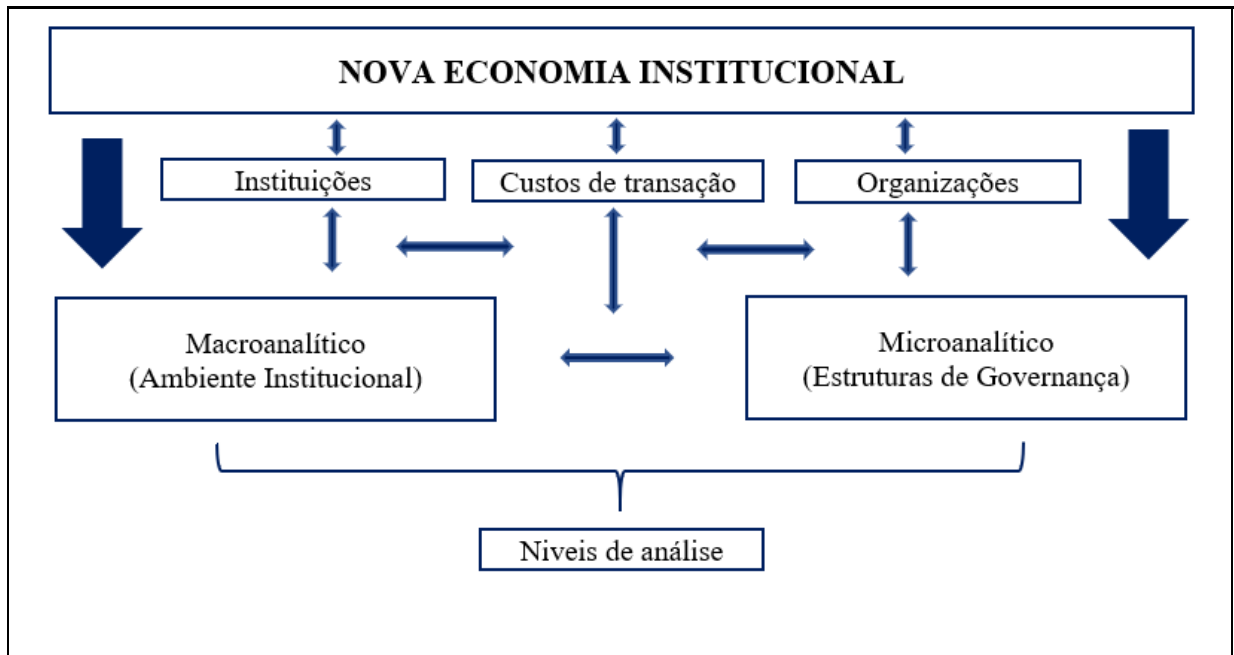 NOVA ECONOMIA INSTITUCIONAL
Instituições
Custos de transação
Organizações
Macroanalítico
(Ambiente Institucional)
Microanalítico
(Estruturas de Governança)
Niveis de análise